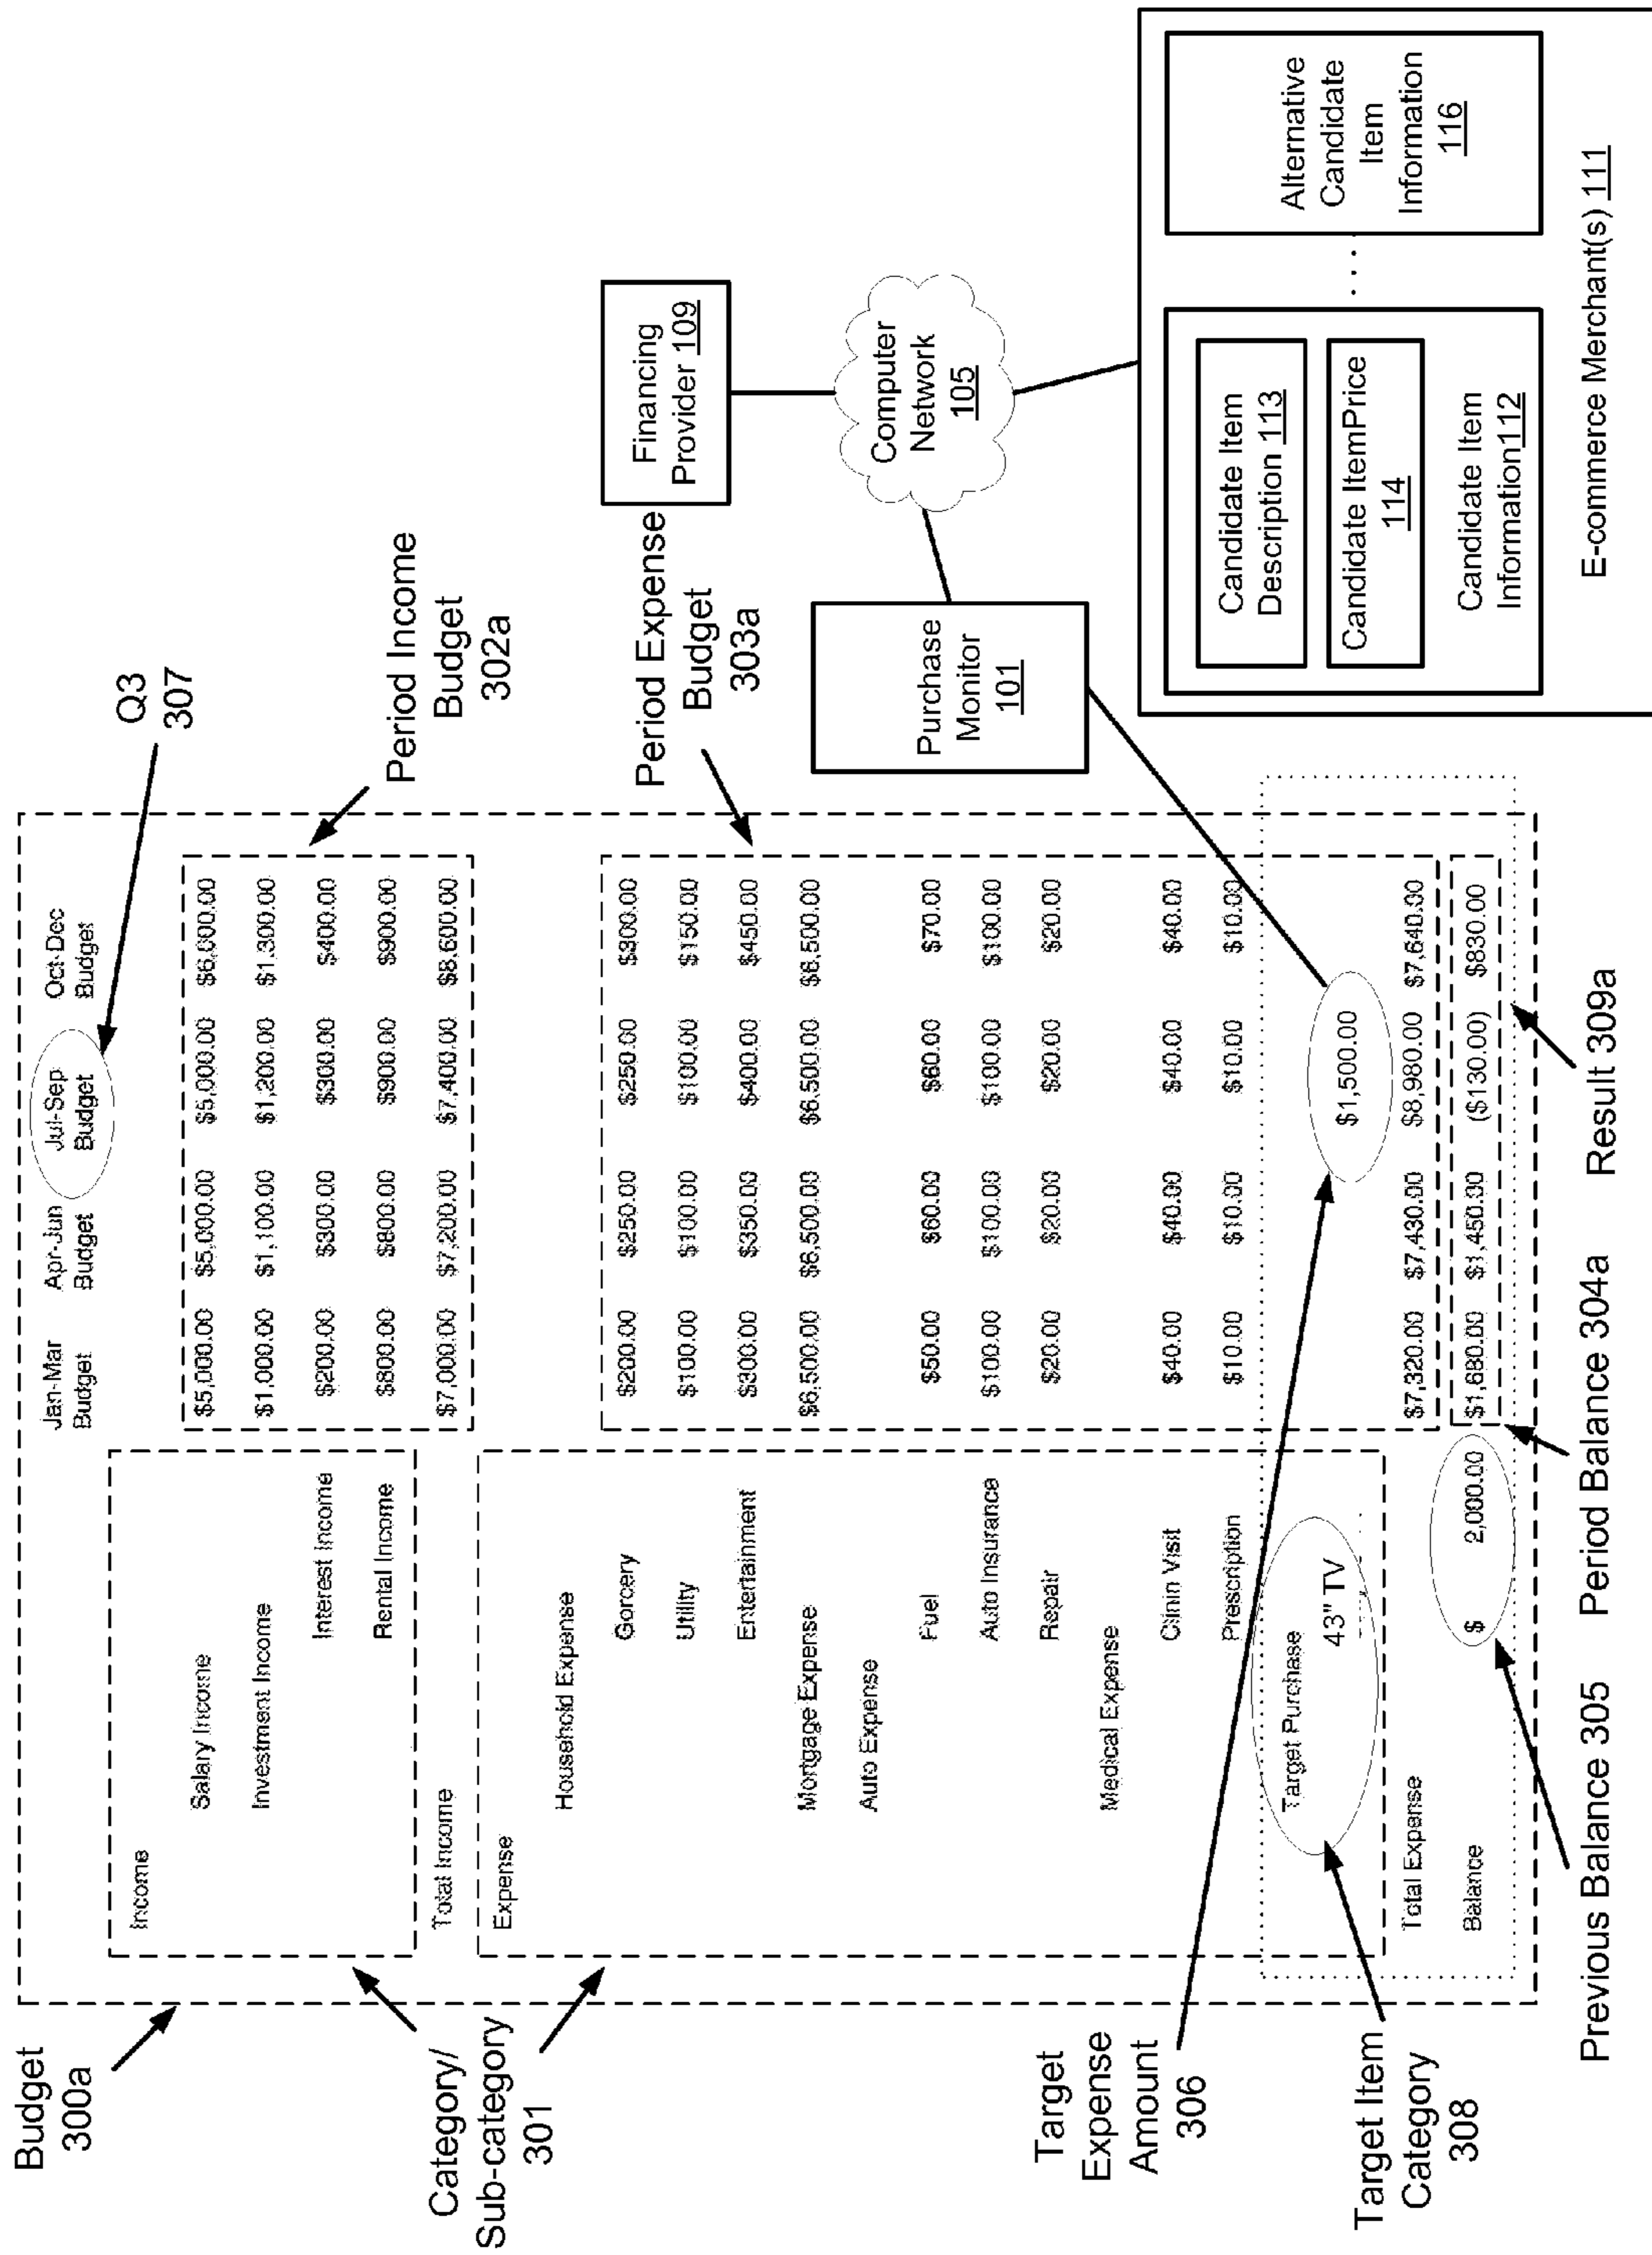 Budget
300a
Q3
307
Jan-Mar
Budget
Apr-Jun
Budget
Jul-Sep
Budget
Oct-Dec
Budget
Income
Salary Income $5,000.00 $5,000.00 $5,000.00 $6,000.00
Investment Income $1,000.00 $1,100.00 $1,200.00 $1,300.00
Interest Income $200.00 $300.00 $300.00 $400.00
Rental Income $800.00 $800.00 $900.00 $900.00
Total Income $7,000.00 $7,200.00 $7,400.00 $8,600.00
Category/
Sub-category
301
Period Income
Budget
302a
Expense
Household Expense
Gorcery $200.00 $250.00 $250.00 $300.00
Utility $100.00 $100.00 $100.00 $150.00
Entertainment $300.00 $350.00 $400.00 $450.00
Mortgage Expense $6,500.00 $6,500.00 $6,500.00 $6,500.00
Auto Expense
Fuel $50.00 $60.00 $60.00 $70.00
Auto Insurance $100.00 $100.00 $100.00 $100.00
Repair $20.00 $20.00 $20.00 $20.00
Medical Expense
Clinin Visit $40.00 $40.00 $40.00 $40.00
Prescription $10.00 $10.00 $10.00 $10.00
Target Purchase
43" TV $1,500.00
Total Expense $7,320.00 $7,430.00 $8,980.00 $7,640.00
Balance $ 2,000.00 $1,680.00 $1,450.00 ($130.00) $830.00
Period Expense
Budget
303a
Target
Expense
Amount
306
Target Item
Category
308
Previous Balance 305
Period Balance 304a
Result 309a
Financing
Provider 109
Computer
Network
105
Purchase
Monitor
101
Candidate Item
Description 113
Candidate ItemPrice
114
Candidate Item
Information112
. . . .
Alternative
Candidate
Item
Information
116
E-commerce Merchant(s) 111